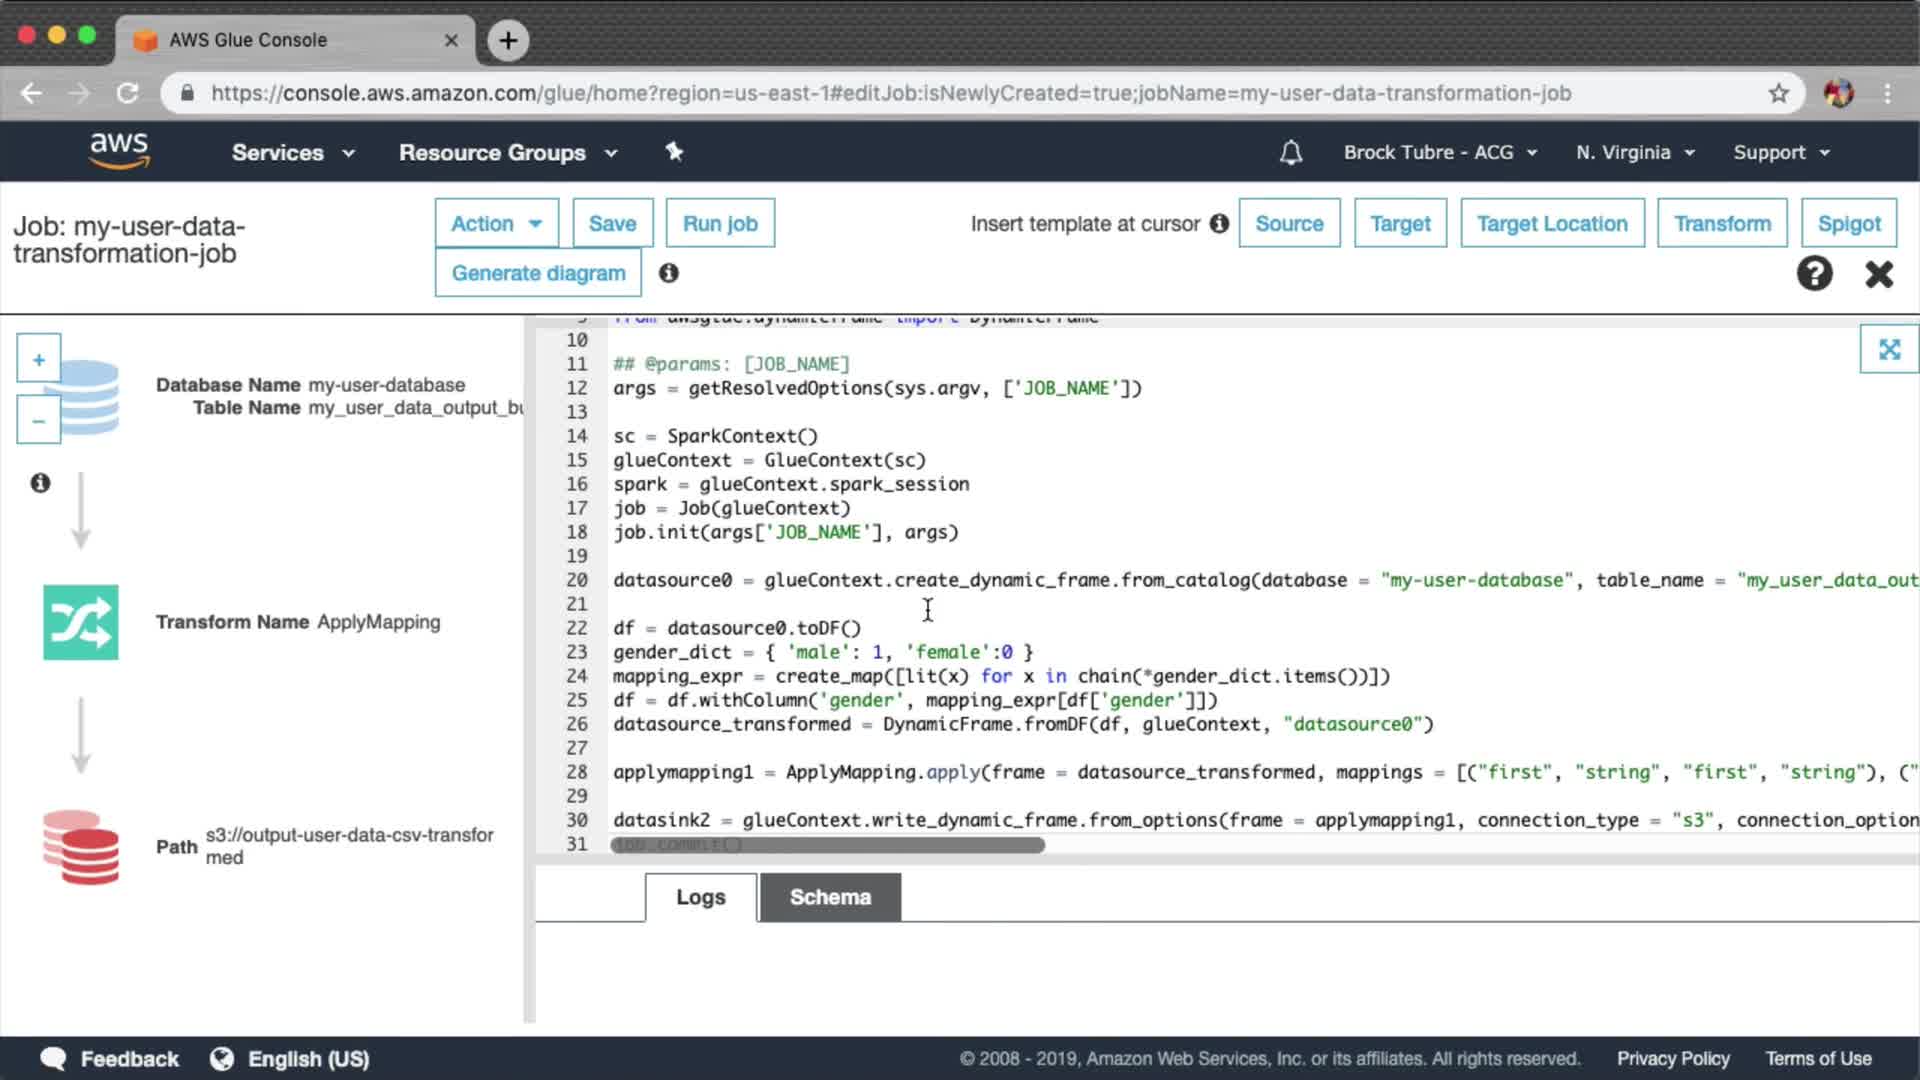 AWS Glue Console
https://console.aws.amazon.com/glue/home?region=us-east-1#editJob:isNewlyCreated=true;jobName=my-user-data-transformation-job
aws Services Resource Groups Brock Tubre - ACG N. Virginia Support
Job: my-user-data-
transformation-job
Action Save Run job Insert template at cursor Source Target Target Location Transform Spigot
Generate diagram
Database Name my-user-database
Table Name my_user_data_output_bu
Transform Name ApplyMapping
Path s3://output-user-data-csv-transfor
med
9 from awsglue.dynamicframe import DynamicFrame
10
11 ## @params: [JOB_NAME]
12 args = getResolvedOptions(sys.argv, ['JOB_NAME'])
13
14 sc = SparkContext()
15 glueContext = GlueContext(sc)
16 spark = glueContext.spark_session
17 job = Job(glueContext)
18 job.init(args['JOB_NAME'], args)
19
20 datasource0 = glueContext.create_dynamic_frame.from_catalog(database = "my-user-database", table_name = "my_user_data_out
21
22 df = datasource0.toDF()
23 gender_dict = { 'male': 1, 'female':0 }
24 mapping_expr = create_map([lit(x) for x in chain(*gender_dict.items())])
25 df = df.withColumn('gender', mapping_expr[df['gender']])
26 datasource_transformed = DynamicFrame.fromDF(df, glueContext, "datasource0")
27
28 applymapping1 = ApplyMapping.apply(frame = datasource_transformed, mappings = [("first", "string", "first", "string"), ("
29
30 datasink2 = glueContext.write_dynamic_frame.from_options(frame = applymapping1, connection_type = "s3", connection_option
31 job.commit()
Logs Schema
Feedback English (US) © 2008 - 2019, Amazon Web Services, Inc. or its affiliates. All rights reserved. Privacy Policy Terms of Use